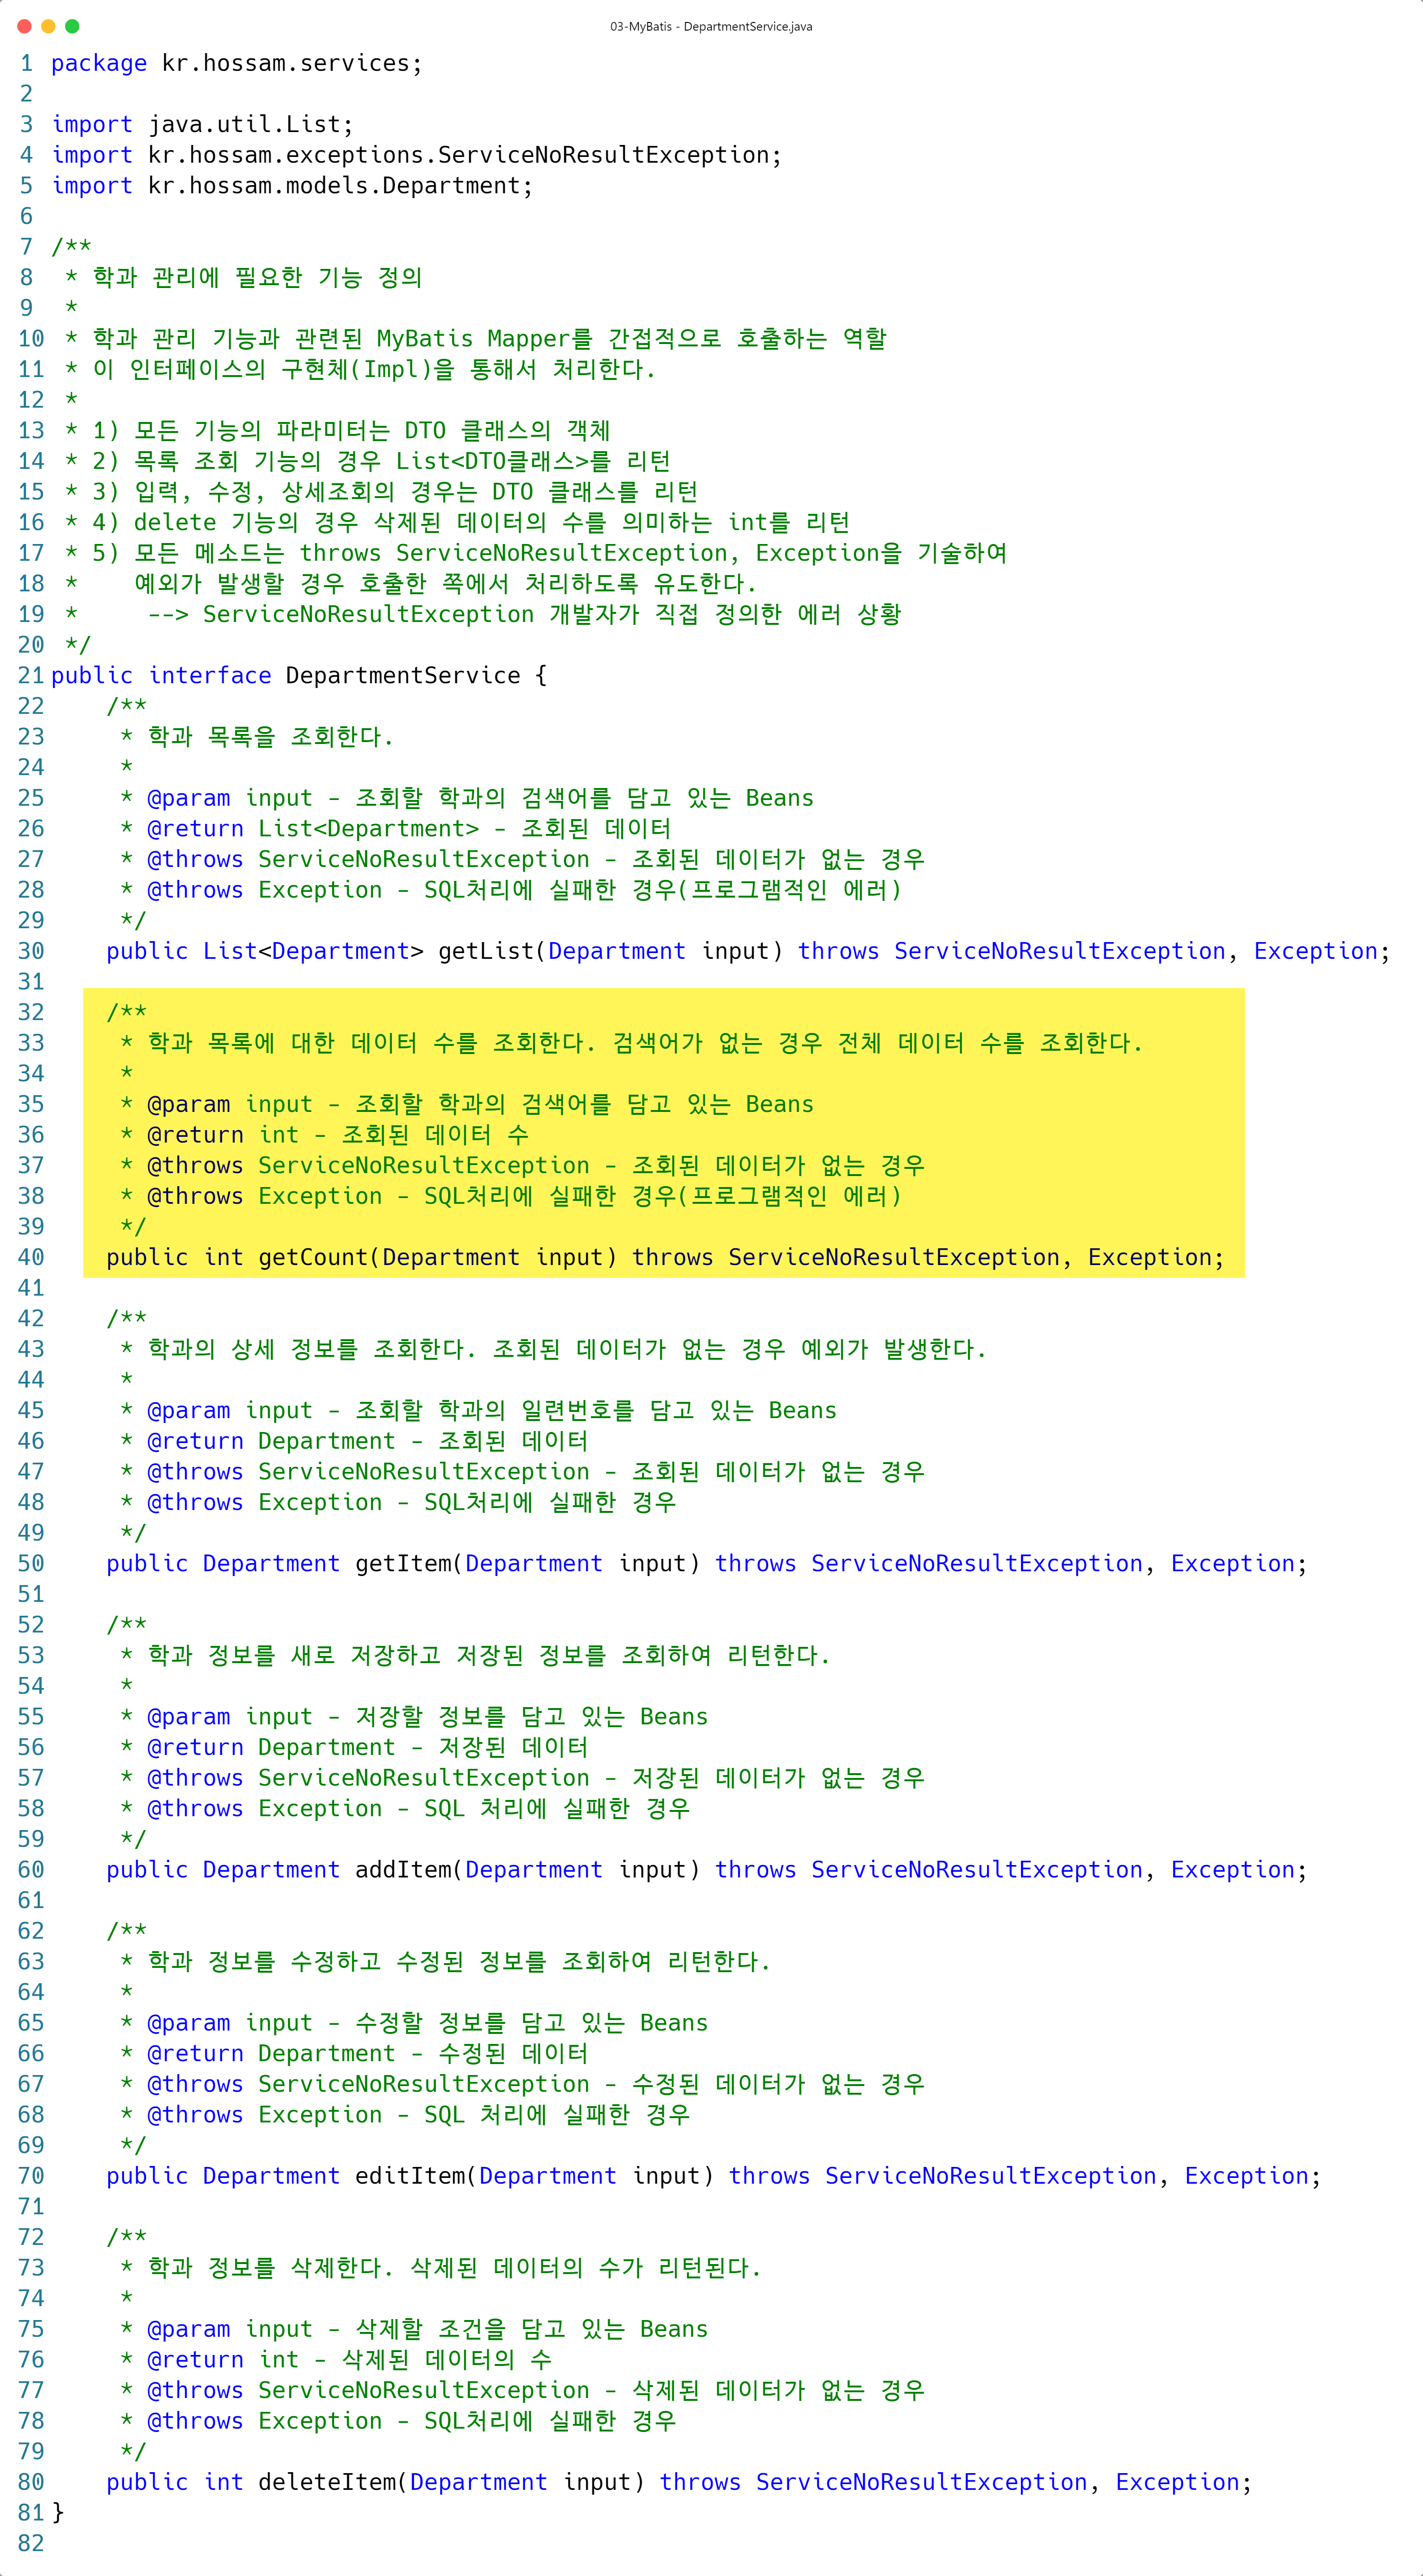 03-MyBatis - DepartmentService.java
1 package kr.hossam.services;
2
3 import java.util.List;
4 import kr.hossam.exceptions.ServiceNoResultException;
5 import kr.hossam.models.Department;
6
7 /**
8  * 학과 관리에 필요한 기능 정의
9  *
10  * 학과 관리 기능과 관련된 MyBatis Mapper를 간접적으로 호출하는 역할
11  * 이 인터페이스의 구현체(Impl)을 통해서 처리한다.
12  *
13  * 1) 모든 기능의 파라미터는 DTO 클래스의 객체
14  * 2) 목록 조회 기능의 경우 List<DTO클래스>를 리턴
15  * 3) 입력, 수정, 상세조회의 경우는 DTO 클래스를 리턴
16  * 4) delete 기능의 경우 삭제된 데이터의 수를 의미하는 int를 리턴
17  * 5) 모든 메소드는 throws ServiceNoResultException, Exception을 기술하여
18  *    예외가 발생할 경우 호출한 쪽에서 처리하도록 유도한다.
19  *     --> ServiceNoResultException 개발자가 직접 정의한 에러 상황
20  */
21 public interface DepartmentService {
22     /**
23      * 학과 목록을 조회한다.
24      *
25      * @param input - 조회할 학과의 검색어를 담고 있는 Beans
26      * @return List<Department> - 조회된 데이터
27      * @throws ServiceNoResultException - 조회된 데이터가 없는 경우
28      * @throws Exception - SQL처리에 실패한 경우(프로그램적인 에러)
29      */
30     public List<Department> getList(Department input) throws ServiceNoResultException, Exception;
31
32     /**
33      * 학과 목록에 대한 데이터 수를 조회한다. 검색어가 없는 경우 전체 데이터 수를 조회한다.
34      *
35      * @param input - 조회할 학과의 검색어를 담고 있는 Beans
36      * @return int - 조회된 데이터 수
37      * @throws ServiceNoResultException - 조회된 데이터가 없는 경우
38      * @throws Exception - SQL처리에 실패한 경우(프로그램적인 에러)
39      */
40     public int getCount(Department input) throws ServiceNoResultException, Exception;
41
42     /**
43      * 학과의 상세 정보를 조회한다. 조회된 데이터가 없는 경우 예외가 발생한다.
44      *
45      * @param input - 조회할 학과의 일련번호를 담고 있는 Beans
46      * @return Department - 조회된 데이터
47      * @throws ServiceNoResultException - 조회된 데이터가 없는 경우
48      * @throws Exception - SQL처리에 실패한 경우
49      */
50     public Department getItem(Department input) throws ServiceNoResultException, Exception;
51
52     /**
53      * 학과 정보를 새로 저장하고 저장된 정보를 조회하여 리턴한다.
54      *
55      * @param input - 저장할 정보를 담고 있는 Beans
56      * @return Department - 저장된 데이터
57      * @throws ServiceNoResultException - 저장된 데이터가 없는 경우
58      * @throws Exception - SQL 처리에 실패한 경우
59      */
60     public Department addItem(Department input) throws ServiceNoResultException, Exception;
61
62     /**
63      * 학과 정보를 수정하고 수정된 정보를 조회하여 리턴한다.
64      *
65      * @param input - 수정할 정보를 담고 있는 Beans
66      * @return Department - 수정된 데이터
67      * @throws ServiceNoResultException - 수정된 데이터가 없는 경우
68      * @throws Exception - SQL 처리에 실패한 경우
69      */
70     public Department editItem(Department input) throws ServiceNoResultException, Exception;
71
72     /**
73      * 학과 정보를 삭제한다. 삭제된 데이터의 수가 리턴된다.
74      *
75      * @param input - 삭제할 조건을 담고 있는 Beans
76      * @return int - 삭제된 데이터의 수
77      * @throws ServiceNoResultException - 삭제된 데이터가 없는 경우
78      * @throws Exception - SQL처리에 실패한 경우
79      */
80     public int deleteItem(Department input) throws ServiceNoResultException, Exception;
81 }
82